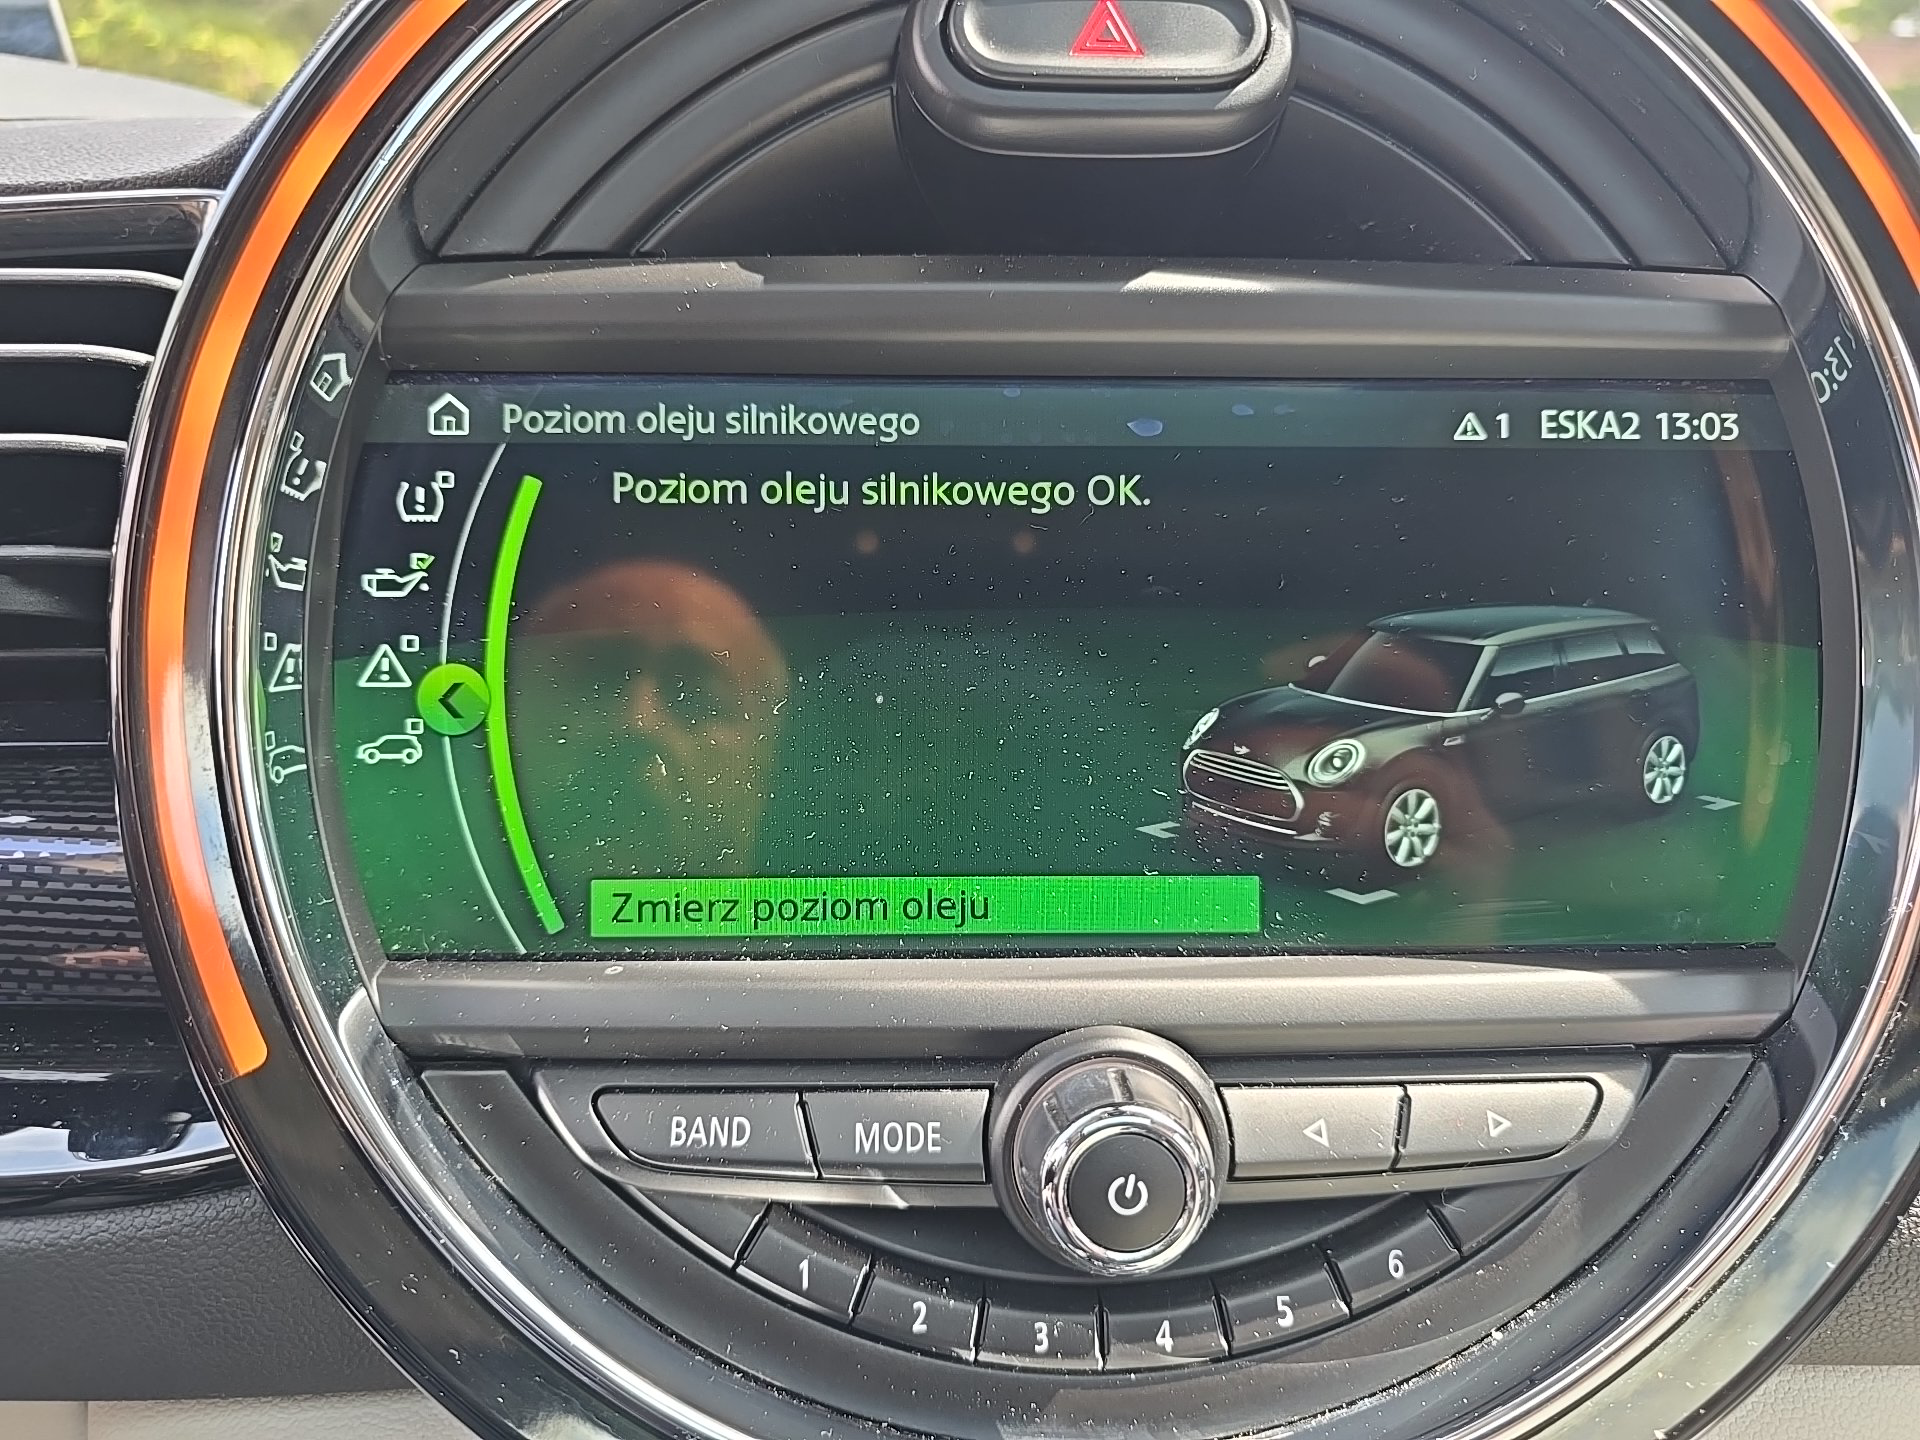 Poziom oleju silnikowego
1 ESKA2 13:03
Poziom oleju silnikowego OK.
Zmierz poziom oleju
BAND
MODE
1
2
3
4
5
6